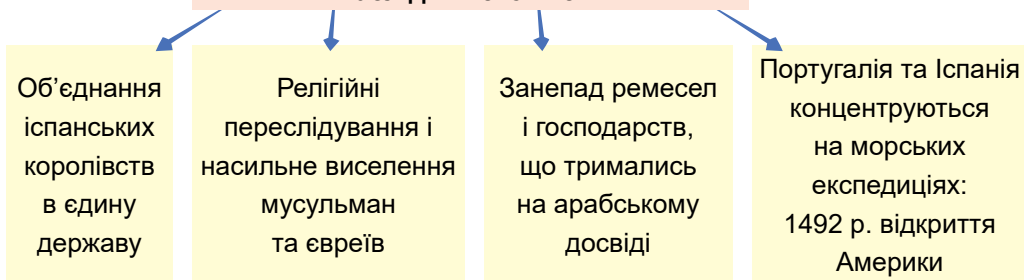 Об’єднання
іспанських
королівств
в єдину
державу
Релігійні
переслідування і
насильне виселення
мусульман
та євреїв
Занепад ремесел
і господарств,
що тримались
на арабському
досвіді
Португалія та Іспанія
концентруються
на морських
експедиціях:
1492 р. відкриття
Америки